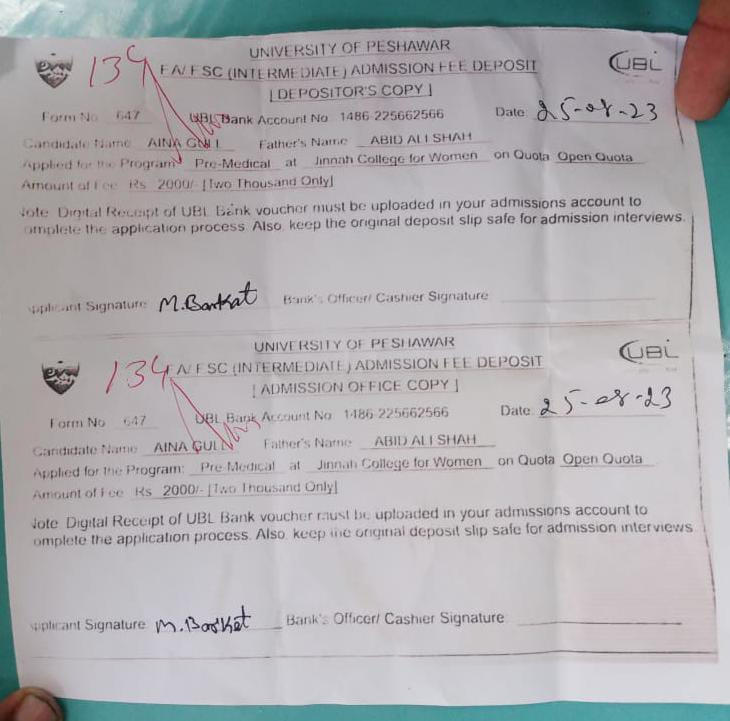 UNIVERSITY OF PESHAWAR
134 FA/ FSC (INTERMEDIATE) ADMISSION FEE DEPOSIT UBL
[DEPOSITOR'S COPY]
Form No 647 UBL Bank Account No 1486-225662566 Date: 25-08-23
Candidate Name AINA GULL Father's Name ABID ALI SHAH
Applied for the Program: Pre-Medical at Jinnah College for Women on Quota Open Quota
Amount of Fee Rs 2000/- [Two Thousand Only]
Note Digital Receipt of UBL Bank voucher must be uploaded in your admissions account to
omplete the application process. Also, keep the original deposit slip safe for admission interviews.
pplicant Signature M. Barkat Bank's Officer/ Cashier Signature
UNIVERSITY OF PESHAWAR
134 FA/ FSC (INTERMEDIATE) ADMISSION FEE DEPOSIT UBL
[ADMISSION OFFICE COPY]
Form No 647 UBL Bank Account No 1486-225662566 Date: 25-08-23
Candidate Name AINA GULL Father's Name ABID ALI SHAH
Applied for the Program: Pre-Medical at Jinnah College for Women on Quota Open Quota
Amount of Fee Rs 2000/- [Two Thousand Only]
Note Digital Receipt of UBL Bank voucher must be uploaded in your admissions account to
omplete the application process. Also, keep the original deposit slip safe for admission interviews
pplicant Signature M. Barkat Bank's Officer/ Cashier Signature: